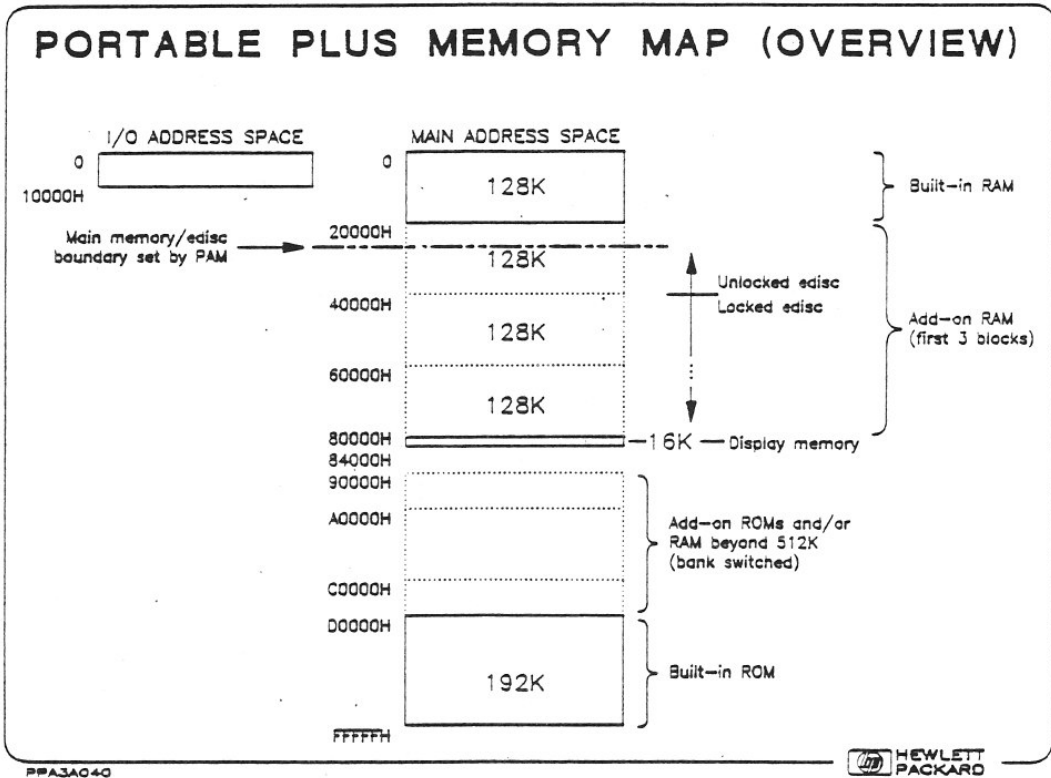 PORTABLE PLUS MEMORY MAP (OVERVIEW)
I/O ADDRESS SPACE
0
10000H
MAIN ADDRESS SPACE
0
128K
Built-in RAM
20000H
Main memory/edisc
boundary set by PAM
128K
Unlocked edisc
Locked edisc
40000H
128K
Add-on RAM
(first 3 blocks)
60000H
128K
80000H
16K
Display memory
84000H
90000H
A0000H
Add-on ROMs and/or
RAM beyond 512K
(bank switched)
C0000H
D0000H
192K
Built-in ROM
FFFFFH
PPA3A040
hp
HEWLETT
PACKARD